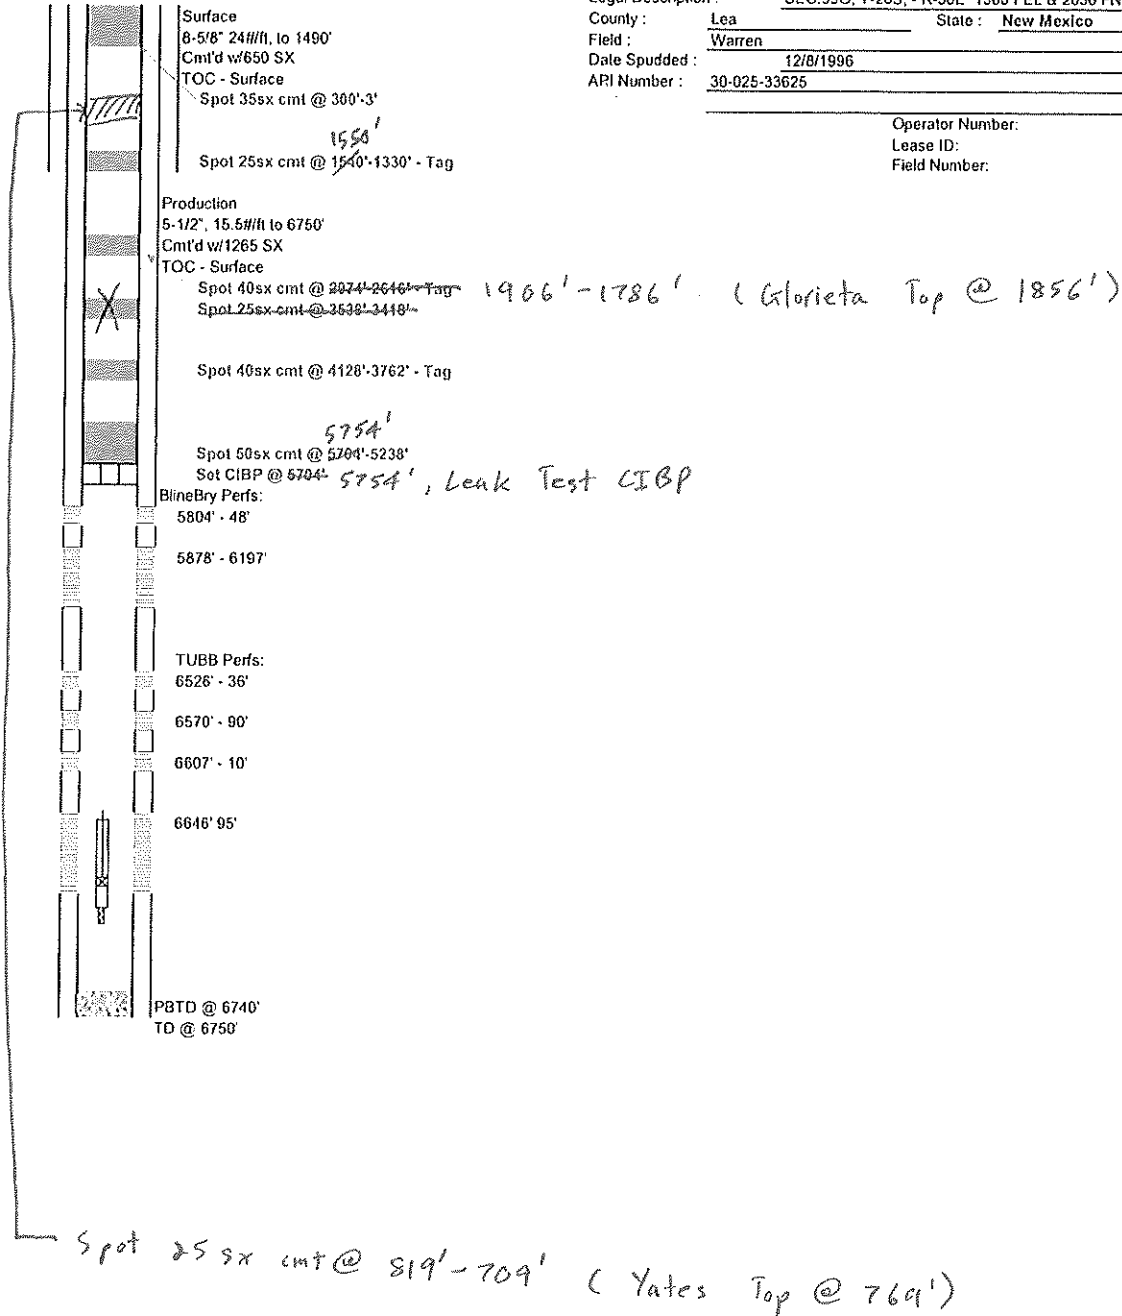 County : Lea State : New Mexico
Field : Warren
Date Spudded : 12/8/1996
API Number : 30-025-33625
Operator Number:
Lease ID:
Field Number:
Surface
8-5/8" 24#/ft, to 1490'
Cmt'd w/650 SX
TOC - Surface
Spot 35sx cmt @ 300'-3'
1550'
Spot 25sx cmt @ 1540'-1330' - Tag
Production
5-1/2", 15.5#/ft to 6750'
Cmt'd w/1265 SX
TOC - Surface
Spot 40sx cmt @ 2974'-2616' - Tag 1906'-1786' (Glorieta Top @ 1856')
Spot 25sx cmt @ 3538'-3418'
X
Spot 40sx cmt @ 4128'-3762' - Tag
5754'
Spot 50sx cmt @ 5704'-5238'
Set CIBP @ 5704' 5754', Leak Test CIBP
BlineBry Perfs:
5804' - 48'
5878' - 6197'
TUBB Perfs:
6526' - 36'
6570' - 90'
6607' - 10'
6646' 95'
PBTD @ 6740'
TD @ 6750'
Spot 25 sx cmt @ 819'-709' (Yates Top @ 769')